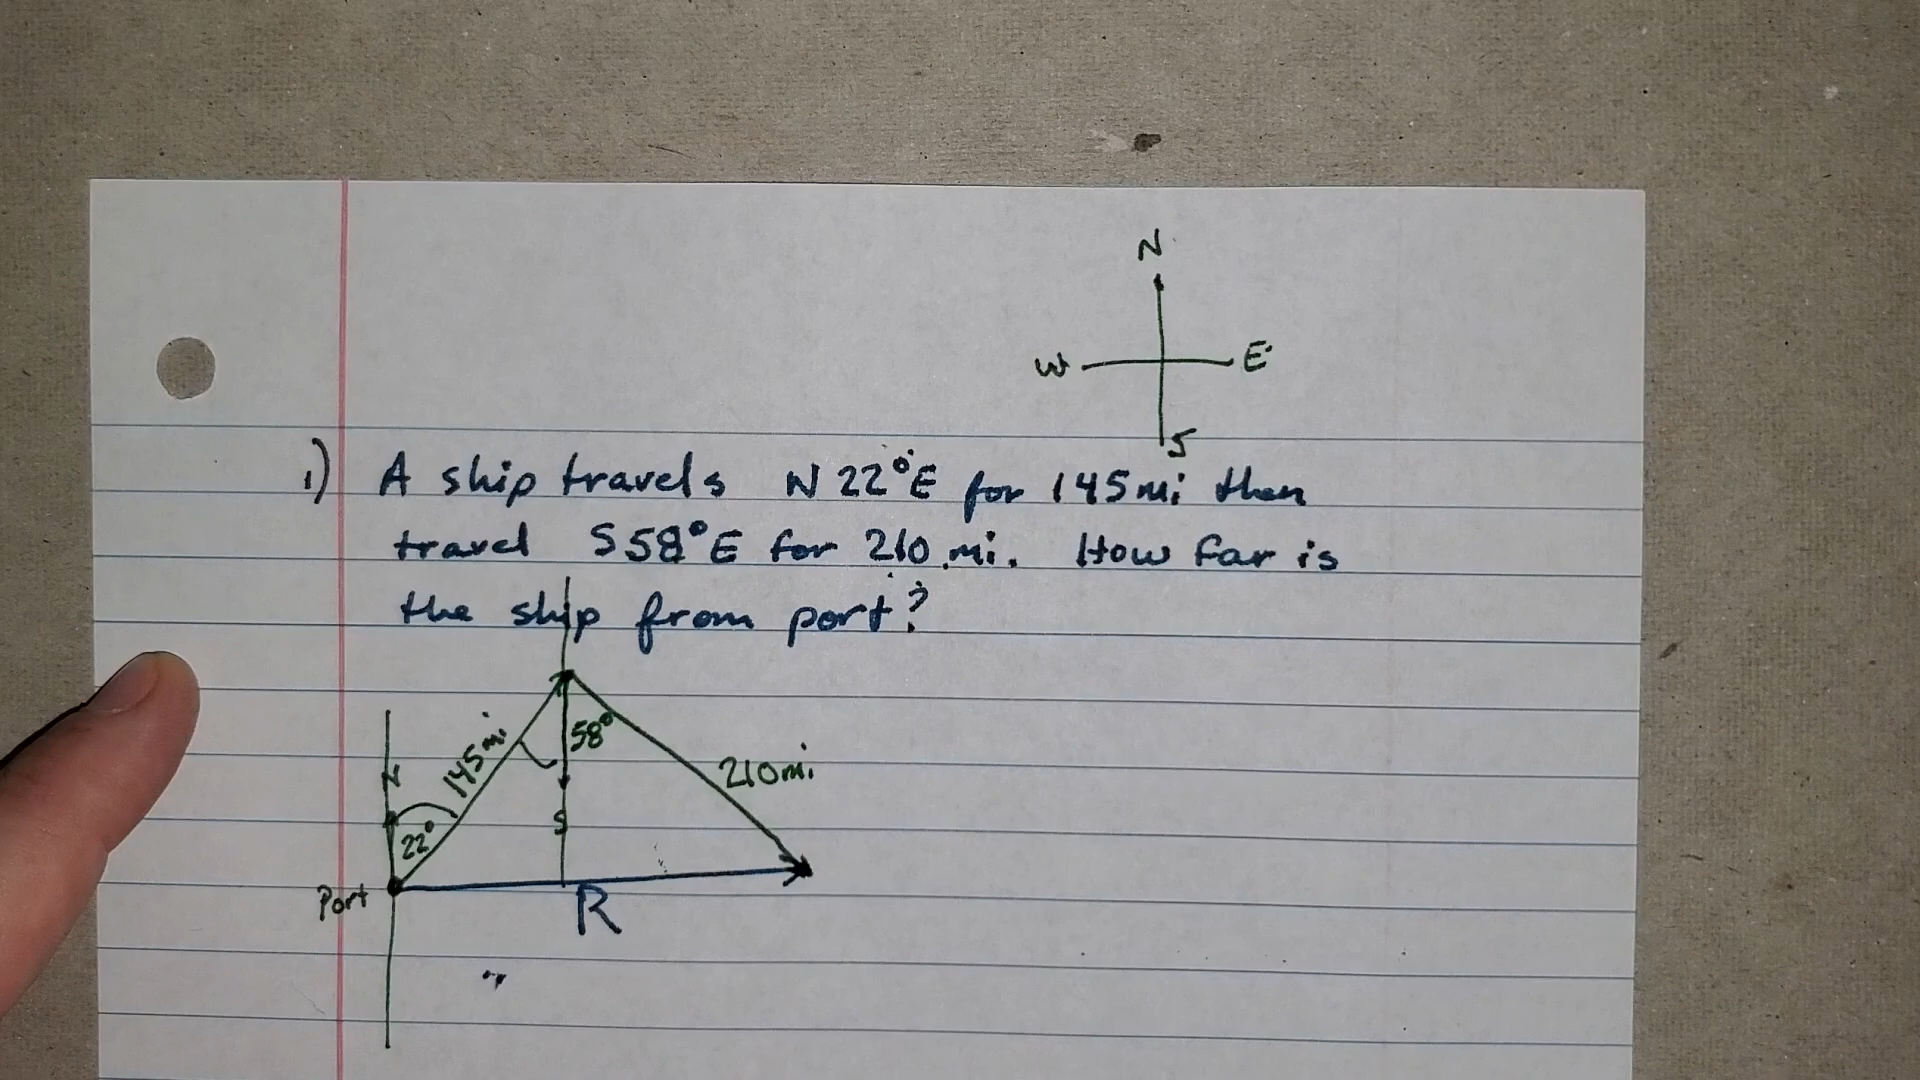 N
W E
S
1) A ship travels N 22°E for 145 mi then
travel S 58°E for 210 mi. How far is
the ship from port?
145 mi
58°
210 mi
N
S
22°
Port
R